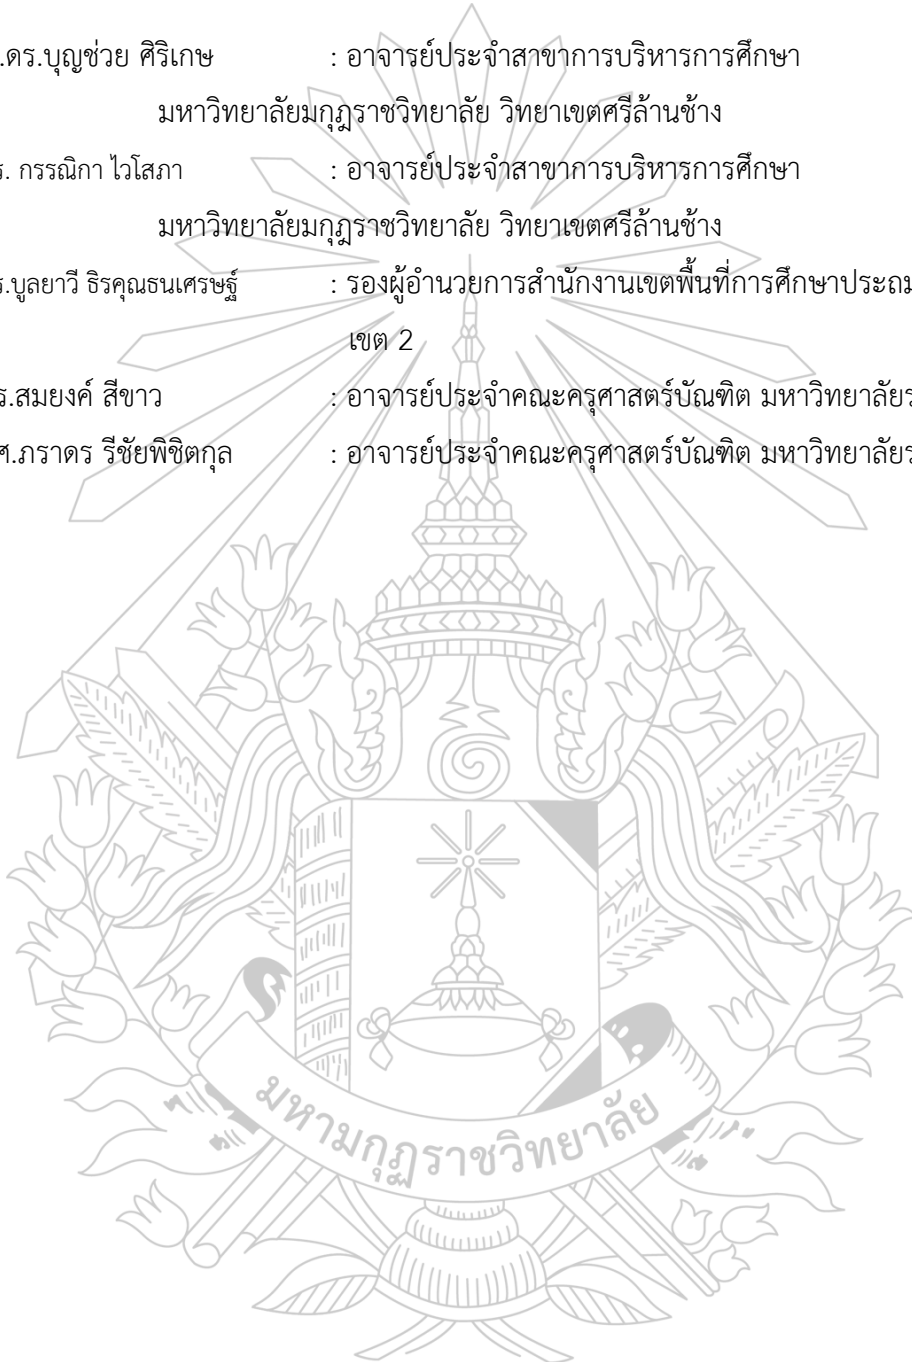 .ดร.บุญช่วย ศิริเกษ : อาจารย์ประจำสาขาการบริหารการศึกษา
มหาวิทยาลัยมกุฎราชวิทยาลัย วิทยาเขตศรีล้านช้าง
ร. กรรณิกา ไวโสภา : อาจารย์ประจำสาขาการบริหารการศึกษา
มหาวิทยาลัยมกุฎราชวิทยาลัย วิทยาเขตศรีล้านช้าง
ร.บูลยาวี ธิรคุณธนเศรษฐ์ : รองผู้อำนวยการสำนักงานเขตพื้นที่การศึกษาประถม
เขต 2
ร.สมยงค์ สีขาว : อาจารย์ประจำคณะครุศาสตร์บัณฑิต มหาวิทยาลัยร
ศ.ภราดร รีชัยพิชิตกุล : อาจารย์ประจำคณะครุศาสตร์บัณฑิต มหาวิทยาลัยร
มหามกุฏราชวิทยาลัย